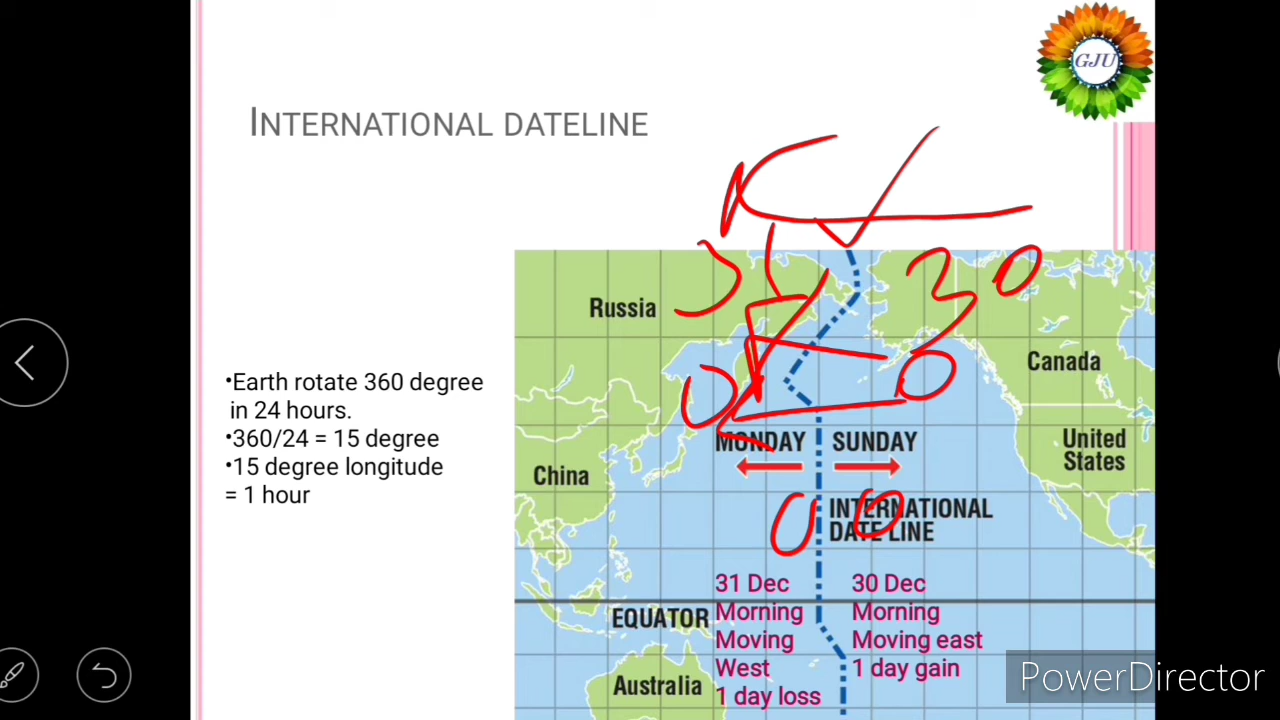 GJU
INTERNATIONAL DATELINE
31
30
Russia
Canada
•Earth rotate 360 degree
in 24 hours.
•360/24 = 15 degree
•15 degree longitude
= 1 hour
MONDAY
SUNDAY
United
States
China
INTERNATIONAL
DATE LINE
31 Dec
Morning
Moving
West
1 day loss
30 Dec
Morning
Moving east
1 day gain
EQUATOR
Australia
PowerDirector